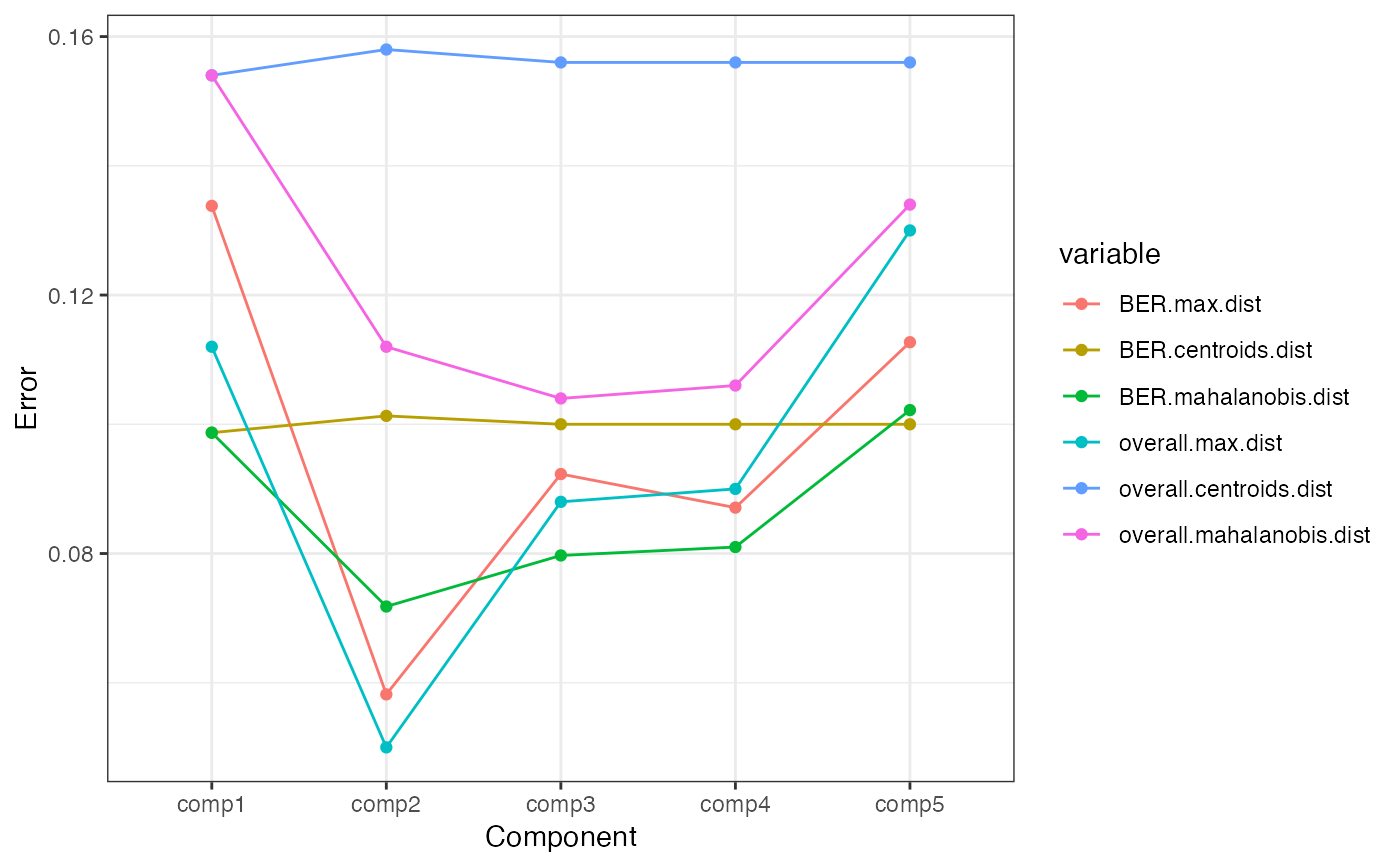 0.16
0.12
0.08
Error
comp1
comp2
comp3
comp4
comp5
Component
variable
BER.max.dist
BER.centroids.dist
BER.mahalanobis.dist
overall.max.dist
overall.centroids.dist
overall.mahalanobis.dist